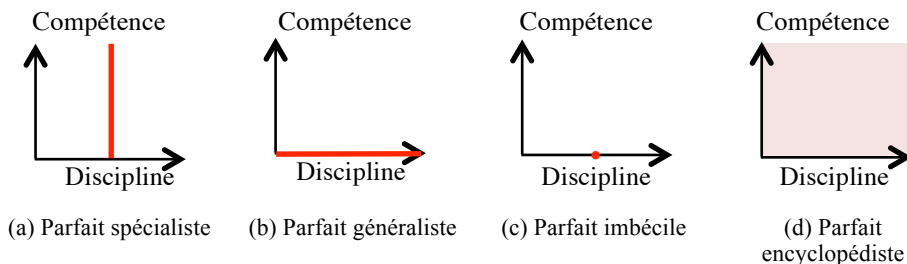 Compétence
Compétence
Compétence
Compétence
Discipline
Discipline
Discipline
Discipline
(a) Parfait spécialiste
(b) Parfait généraliste
(c) Parfait imbécile
(d) Parfait
encyclopédiste